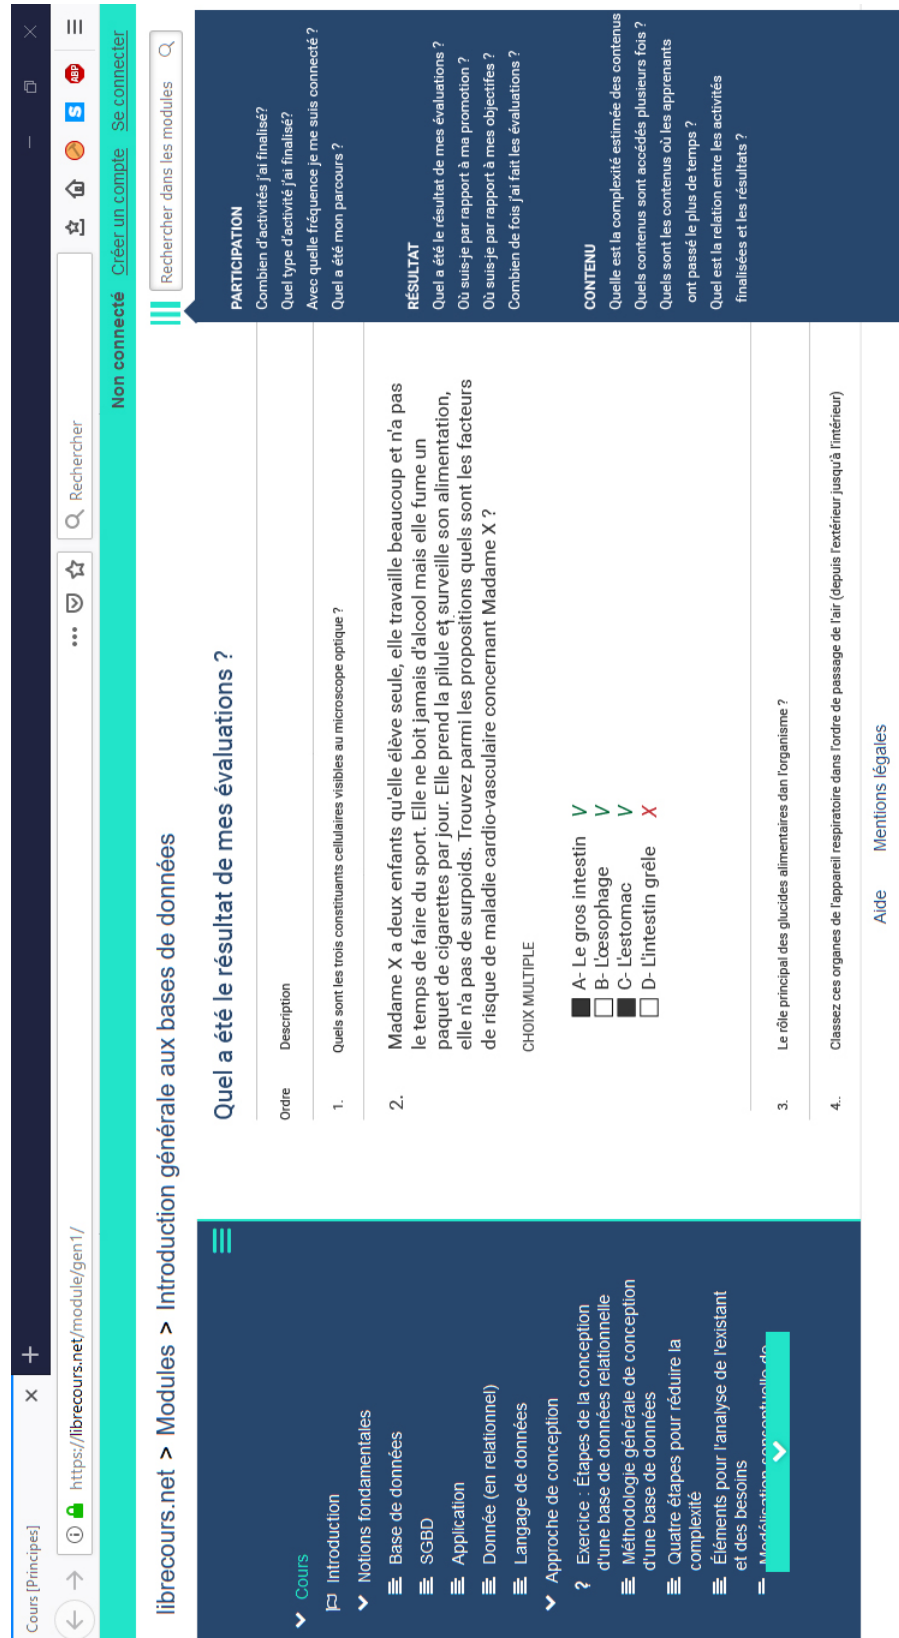 Cours [Principes]
https://librecours.net/module/gen1/
Rechercher
Non connecté Créer un compte Se connecter
librecours.net > Modules > Introduction générale aux bases de données
Rechercher dans les modules
Cours
Introduction
Notions fondamentales
Base de données
SGBD
Application
Donnée (en relationnel)
Langage de données
Approche de conception
? Exercice : Étapes de la conception
d'une base de données relationnelle
Méthodologie générale de conception
d'une base de données
Quatre étapes pour réduire la
complexité
Éléments pour l'analyse de l'existant
et des besoins
Modélisation conceptuelle de
Quel a été le résultat de mes évaluations ?
Ordre Description
1. Quels sont les trois constituants cellulaires visibles au microscope optique ?
2. Madame X a deux enfants qu'elle élève seule, elle travaille beaucoup et n'a pas
le temps de faire du sport. Elle ne boit jamais d'alcool mais elle fume un
paquet de cigarettes par jour. Elle prend la pilule et surveille son alimentation,
1.
elle n'a pas de surpoids. Trouvez parmi les propositions quels sont les facteurs
de risque de maladie cardio-vasculaire concernant Madame X ?
CHOIX MULTIPLE
A- Le gros intestin V
B- L'œsophage V
C- L'estomac V
D- L'intestin grêle X
3. Le rôle principal des glucides alimentaires dan l'organisme ?
4.. Classez ces organes de l'appareil respiratoire dans l'ordre de passage de l'air (depuis l'extérieur jusqu'à l'intérieur)
PARTICIPATION
Combien d'activités j'ai finalisé?
Quel type d'activité j'ai finalisé?
Avec quelle fréquence je me suis connecté ?
Quel a été mon parcours ?
RÉSULTAT
Quel a été le résultat de mes évaluations ?
Où suis-je par rapport à ma promotion ?
Où suis-je par rapport à mes objectifes ?
Combien de fois j'ai fait les évaluations ?
CONTENU
Quelle est la complexité estimée des contenus
Quels contenus sont accédés plusieurs fois ?
Quels sont les contenus où les apprenants
ont passé le plus de temps ?
Quel est la relation entre les activités
finalisées et les résultats ?
Aide Mentions légales
ABP
S